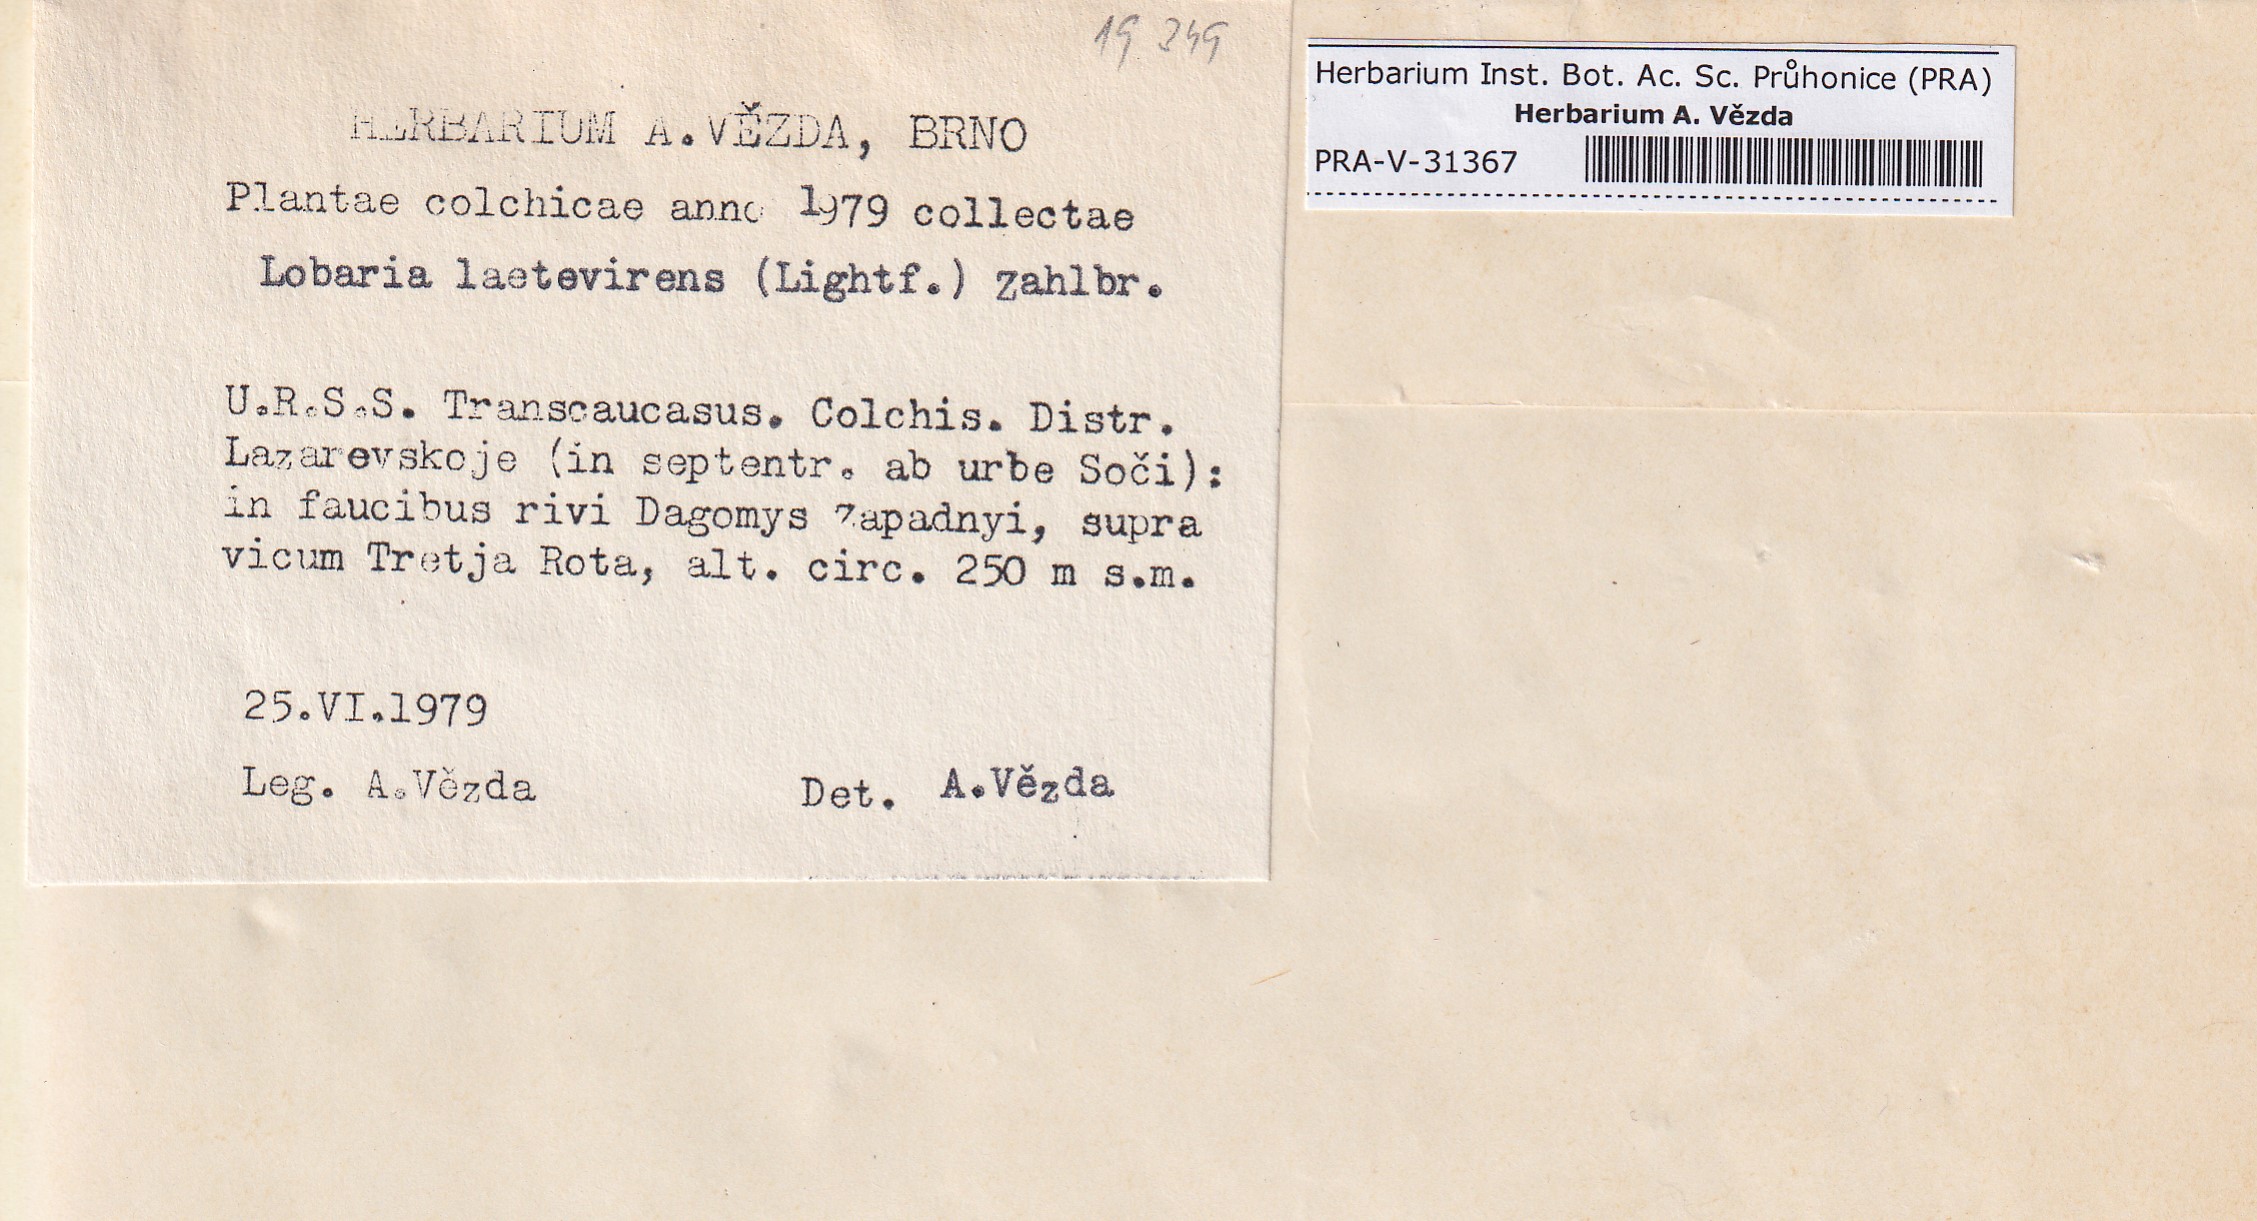 19 349
HERBARIUM A.VĚZDA, BRNO
Plantae colchicae anno 1979 collectae
Lobaria laetevirens (Lightf.) Zahlbr.
U.R.S.S. Transcaucasus. Colchis. Distr.
Lazarevskoje (in septentr. ab urbe Soči):
in faucibus rivi Dagomys Zapadnyi, supra
vicum Tretja Rota, alt. circ. 250 m s.m.
25.VI.1979
Leg. A.Vězda Det. A.Vězda
Herbarium Inst. Bot. Ac. Sc. Průhonice (PRA)
Herbarium A. Vězda
PRA-V-31367